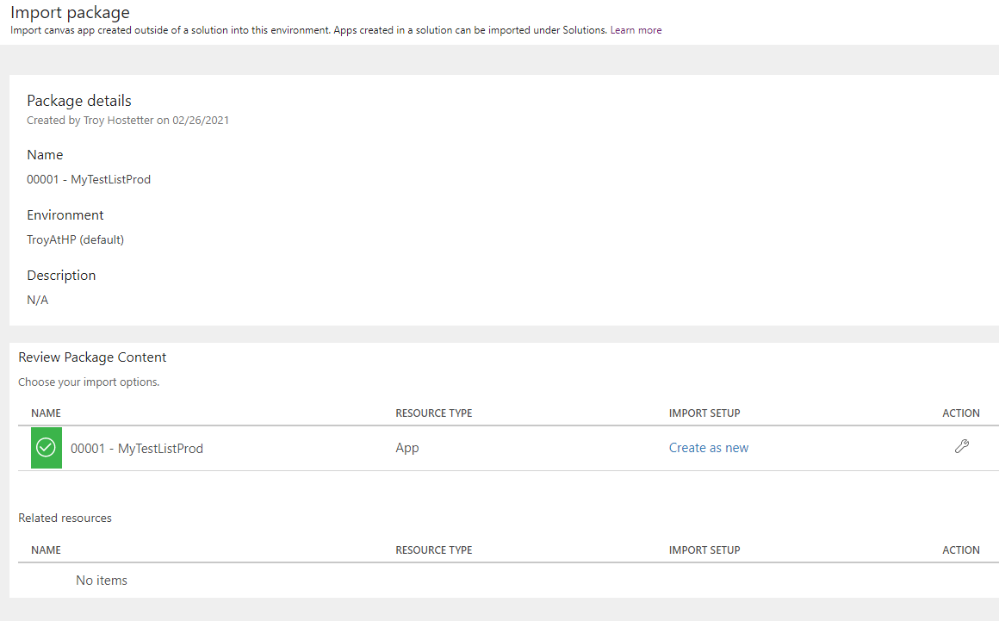 Import package
Import canvas app created outside of a solution into this environment. Apps created in a solution can be imported under Solutions. Learn more
Package details
Created by Troy Hostetter on 02/26/2021
Name
00001 - MyTestListProd
Environment
TroyAtHP (default)
Description
N/A
Review Package Content
Choose your import options.
NAME RESOURCE TYPE IMPORT SETUP ACTION
00001 - MyTestListProd App Create as new
Related resources
NAME RESOURCE TYPE IMPORT SETUP ACTION
No items